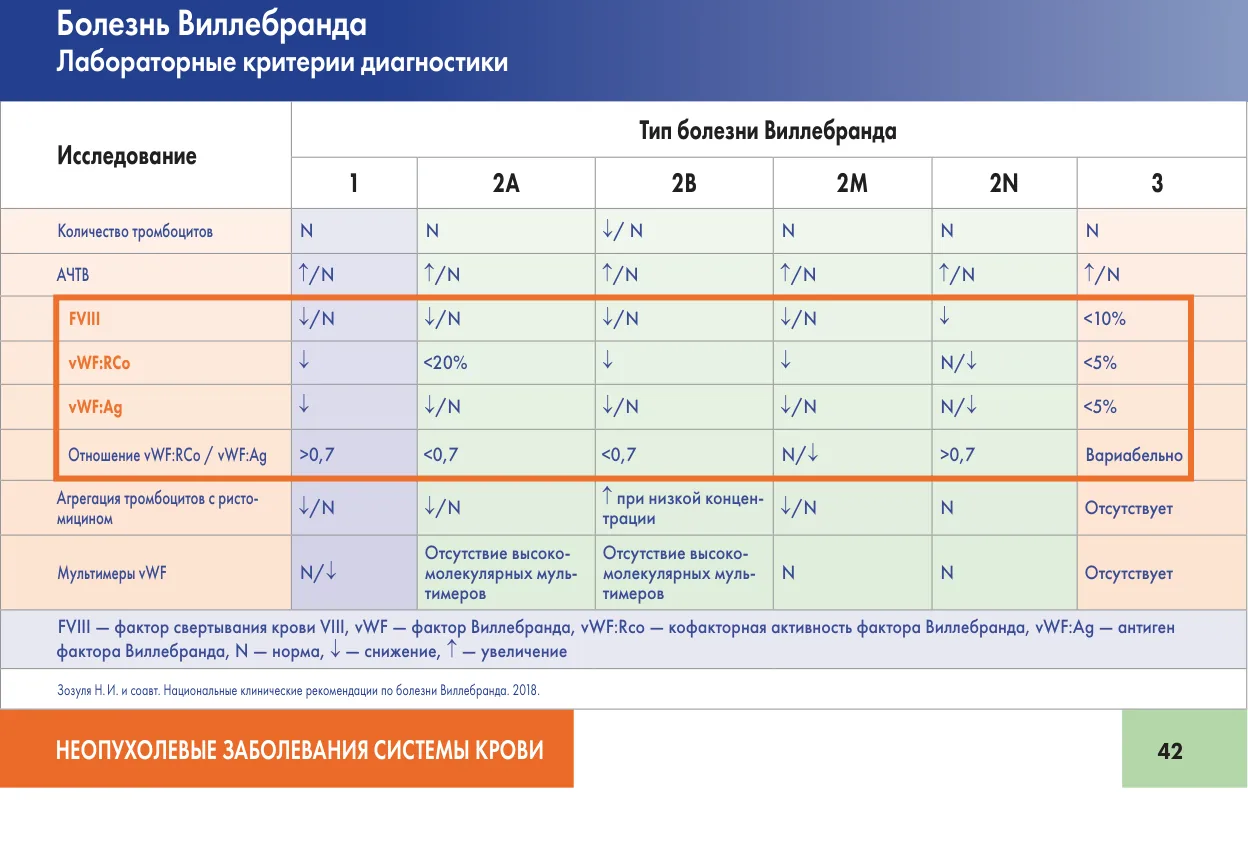 Болезнь Виллебранда
Лабораторные критерии диагностики
Исследование
Тип болезни Виллебранда
1 2A 2B 2M 2N 3
Количество тромбоцитов N N ↓/ N N N N
АЧТВ ↑/N ↑/N ↑/N ↑/N ↑/N ↑/N
FVIII ↓/N ↓/N ↓/N ↓/N ↓ <10%
vWF:RCo ↓ <20% ↓ ↓ N/↓ <5%
vWF:Ag ↓ ↓/N ↓/N ↓/N N/↓ <5%
Отношение vWF:RCo / vWF:Ag >0,7 <0,7 <0,7 N/↓ >0,7 Вариабельно
Агрегация тромбоцитов с ристо-
мицином
↓/N ↓/N
↑ при низкой концен-
трации
↓/N N Отсутствует
Мультимеры vWF N/↓
Отсутствие высоко-
молекулярных муль-
тимеров
Отсутствие высоко-
молекулярных муль-
тимеров
N N Отсутствует
FVIII — фактор свертывания крови VIII, vWF — фактор Виллебранда, vWF:Rco — кофакторная активность фактора Виллебранда, vWF:Ag — антиген
фактора Виллебранда, N — норма, ↓ — снижение, ↑ — увеличение
Зозуля Н. И. и соавт. Национальные клинические рекомендации по болезни Виллебранда. 2018.
НЕОПУХОЛЕВЫЕ ЗАБОЛЕВАНИЯ СИСТЕМЫ КРОВИ
42